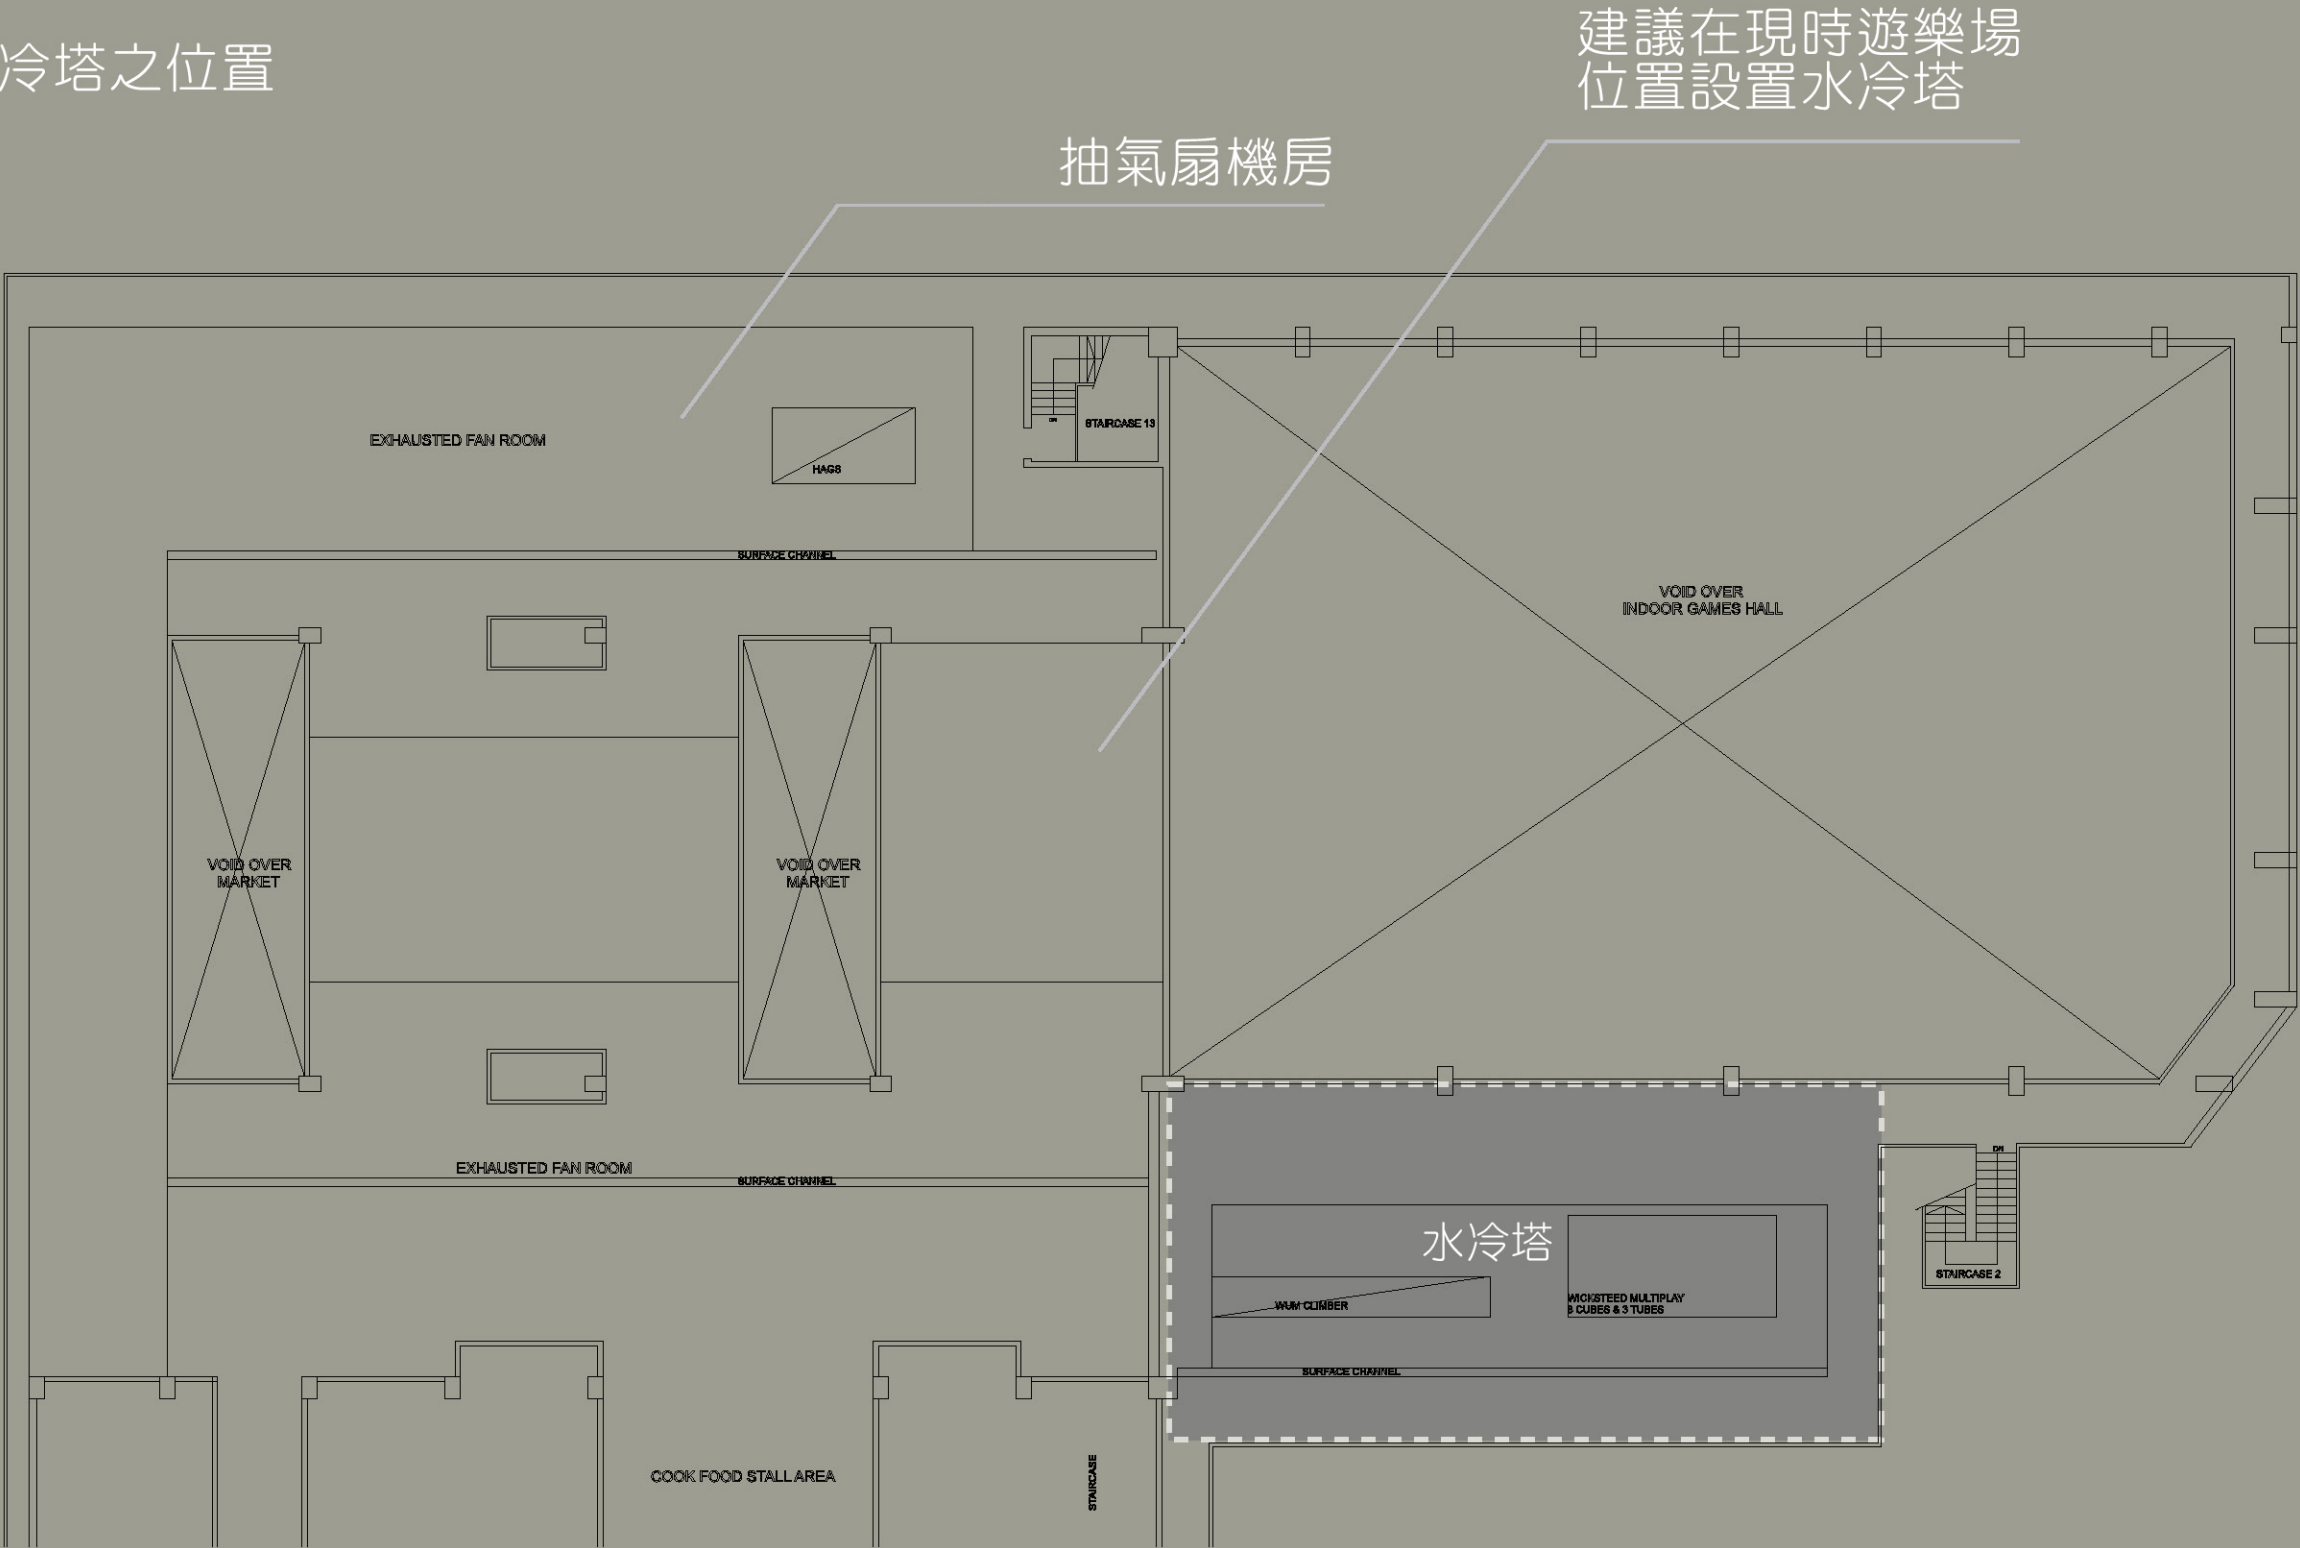 建議在現時遊樂場
位置設置水冷塔
冷塔之位置
抽氣扇機房
EXHAUSTED FAN ROOM
HAGS
DN
STAIRCASE 13
SURFACE CHANNEL
VOID OVER
INDOOR GAMES HALL
VOID OVER
MARKET
VOID OVER
MARKET
EXHAUSTED FAN ROOM
SURFACE CHANNEL
DN
STAIRCASE 2
水冷塔
WUM CLIMBER
WICKSTEED MULTIPLAY
8 CUBES & 3 TUBES
SURFACE CHANNEL
COOK FOOD STALL AREA
STAIRCASE